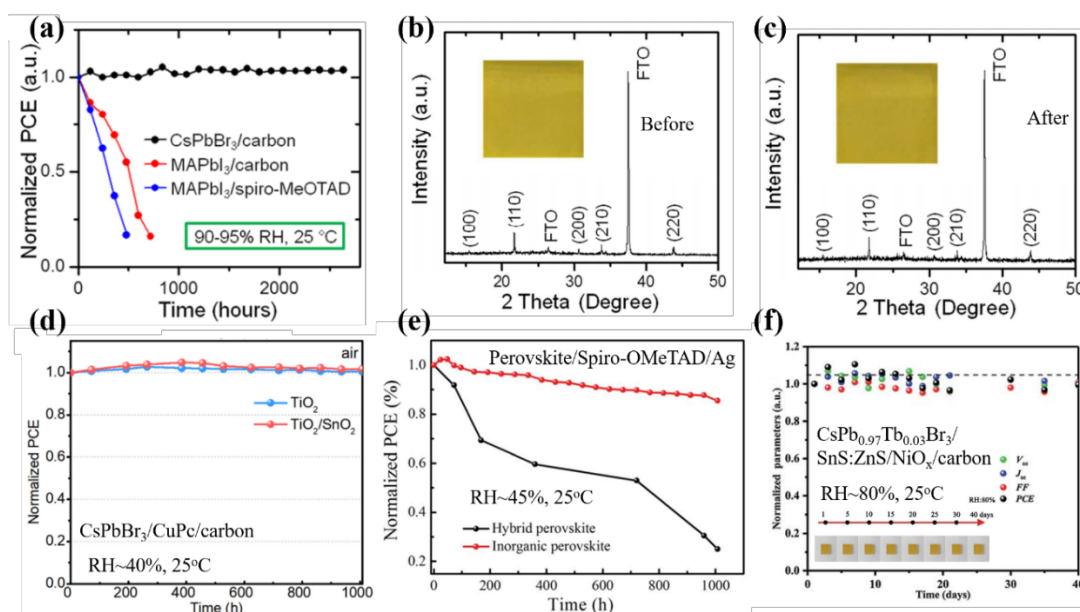 (a)
Normalized PCE (a.u.)
1.0
0.5
0.0
CsPbBr₃/carbon
MAPbI₃/carbon
MAPbI₃/spiro-MeOTAD
90-95% RH, 25 °C
0 1000 2000
Time (hours)
(b)
Intensity (a.u.)
FTO
Before
(100)
(110)
FTO
(200)
(210)
(220)
20 30 40 50
2 Theta (Degree)
(c)
Intensity (a.u.)
FTO
After
(100)
(110)
FTO
(200)
(210)
(220)
20 30 40 50
2 Theta (Degree)
(d)
Normalized PCE
air
1.0
0.8
0.6
0.4
0.2
0.0
TiO₂
TiO₂/SnO₂
CsPbBr₃/CuPc/carbon
RH~40%, 25°C
0 200 400 600 800 1000
Time (h)
(e)
Normalized PCE (%)
Perovskite/Spiro-OMeTAD/Ag
1.0
0.8
0.6
0.4
0.2
RH~45%, 25°C
Hybrid perovskite
Inorganic perovskite
0 200 400 600 800 1000
Time (h)
(f)
Normalized parameters (a.u.)
1.2
1.0
0.8
0.6
0.4
0.2
0.0
CsPb₀.₉₇Tb₀.₀₃Br₃/
SnS:ZnS/NiOₓ/carbon
RH~80%, 25°C
V
J
FF
PCE
RH:80%
1 5 10 15 20 25 30 40 days
0 10 20 30 40
Time (days)